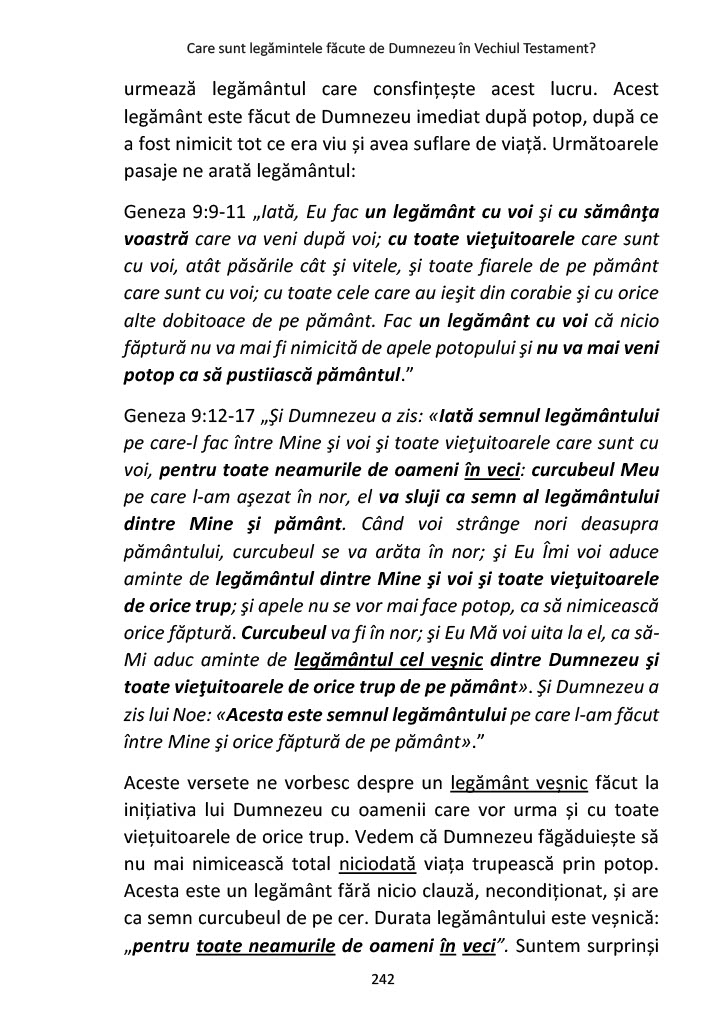 Care sunt legămintele făcute de Dumnezeu în Vechiul Testament?
urmează legământul care consfințește acest lucru. Acest
legământ este făcut de Dumnezeu imediat după potop, după ce
a fost nimicit tot ce era viu și avea suflare de viață. Următoarele
pasaje ne arată legământul:
Geneza 9:9-11 „Iată, Eu fac un legământ cu voi şi cu sămânţa
voastră care va veni după voi; cu toate vieţuitoarele care sunt
cu voi, atât păsările cât şi vitele, şi toate fiarele de pe pământ
care sunt cu voi; cu toate cele care au ieşit din corabie şi cu orice
alte dobitoace de pe pământ. Fac un legământ cu voi că nicio
făptură nu va mai fi nimicită de apele potopului şi nu va mai veni
potop ca să pustiiască pământul.”
Geneza 9:12-17 „Şi Dumnezeu a zis: «Iată semnul legământului
pe care-l fac între Mine şi voi şi toate vieţuitoarele care sunt cu
voi, pentru toate neamurile de oameni în veci: curcubeul Meu
pe care l-am aşezat în nor, el va sluji ca semn al legământului
dintre Mine şi pământ. Când voi strânge nori deasupra
pământului, curcubeul se va arăta în nor; şi Eu Îmi voi aduce
aminte de legământul dintre Mine şi voi şi toate vieţuitoarele
de orice trup; şi apele nu se vor mai face potop, ca să nimicească
orice făptură. Curcubeul va fi în nor; şi Eu Mă voi uita la el, ca să-
Mi aduc aminte de legământul cel veşnic dintre Dumnezeu şi
toate vieţuitoarele de orice trup de pe pământ». Şi Dumnezeu a
zis lui Noe: «Acesta este semnul legământului pe care l-am făcut
între Mine şi orice făptură de pe pământ».”
Aceste versete ne vorbesc despre un legământ veșnic făcut la
inițiativa lui Dumnezeu cu oamenii care vor urma și cu toate
viețuitoarele de orice trup. Vedem că Dumnezeu făgăduiește să
nu mai nimicească total niciodată viața trupească prin potop.
Acesta este un legământ fără nicio clauză, necondiționat, și are
ca semn curcubeul de pe cer. Durata legământului este veșnică:
„pentru toate neamurile de oameni în veci”. Suntem surprinși
242